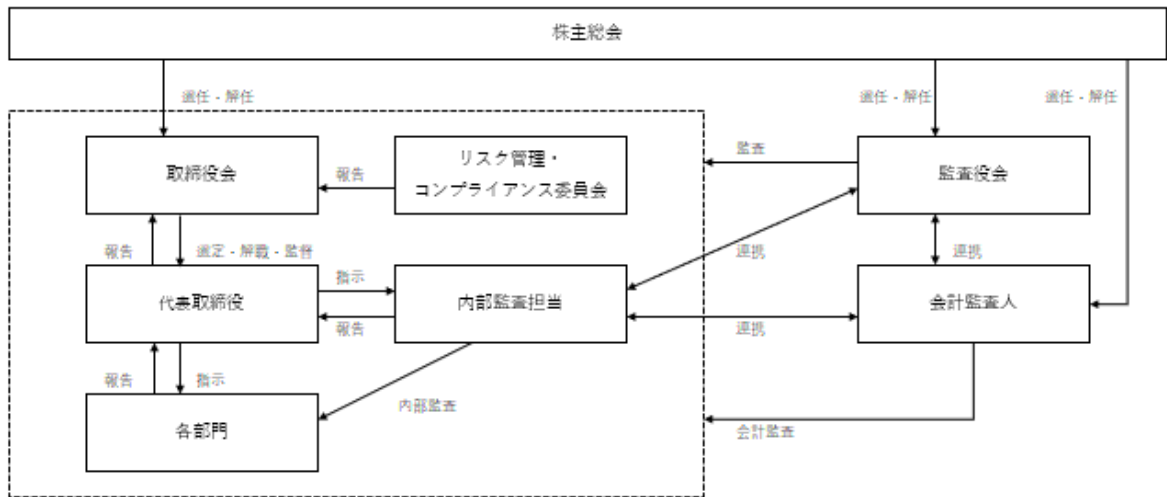 株主総会
選任・解任
選任・解任
選任・解任
取締役会
報告
リスク管理・
コンプライアンス委員会
監査
監査役会
報告
選定・解職・監督
連携
連携
代表取締役
指示
報告
内部監査担当
連携
会計監査人
報告
指示
内部監査
会計監査
各部門